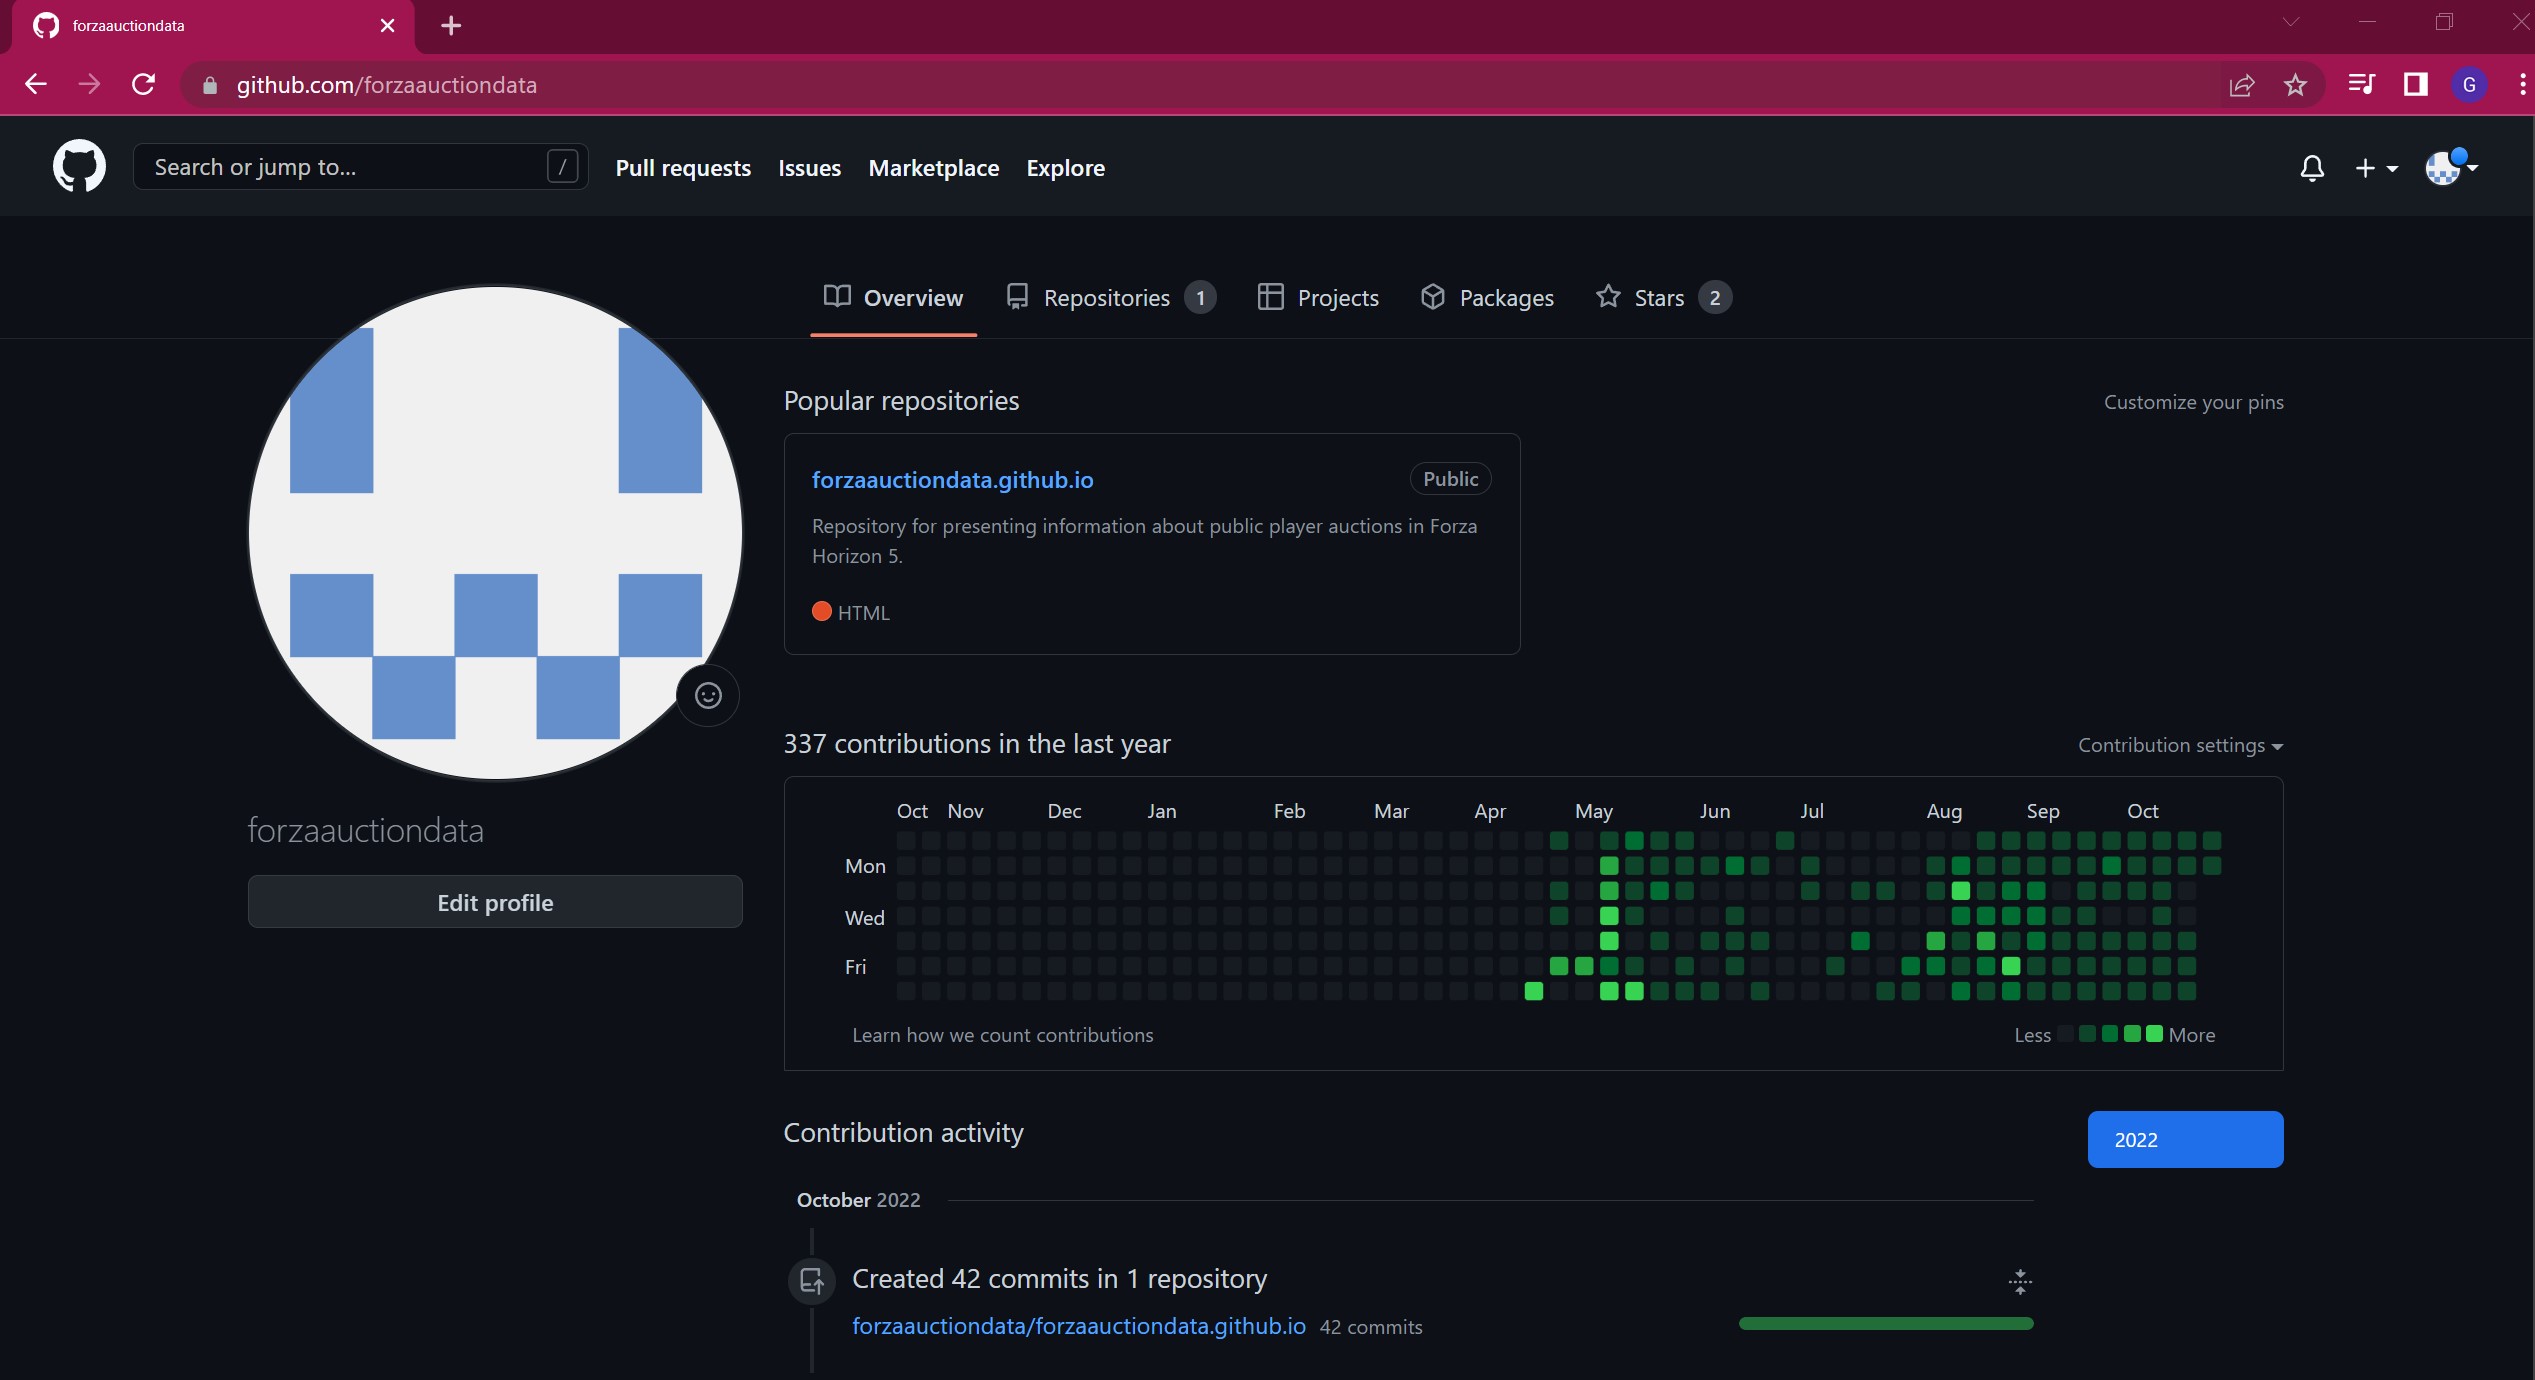 forzaauctiondata
github.com/forzaauctiondata
G
Search or jump to... /
Pull requests Issues Marketplace Explore
Overview Repositories 1 Projects Packages Stars 2
Popular repositories
Customize your pins
forzaauctiondata.github.io Public
Repository for presenting information about public player auctions in Forza
Horizon 5.
HTML
forzaauctiondata
Edit profile
337 contributions in the last year
Contribution settings
Oct Nov Dec Jan Feb Mar Apr May Jun Jul Aug Sep Oct
Mon
Wed
Fri
Learn how we count contributions
Less More
Contribution activity
2022
October 2022
Created 42 commits in 1 repository
forzaauctiondata/forzaauctiondata.github.io 42 commits